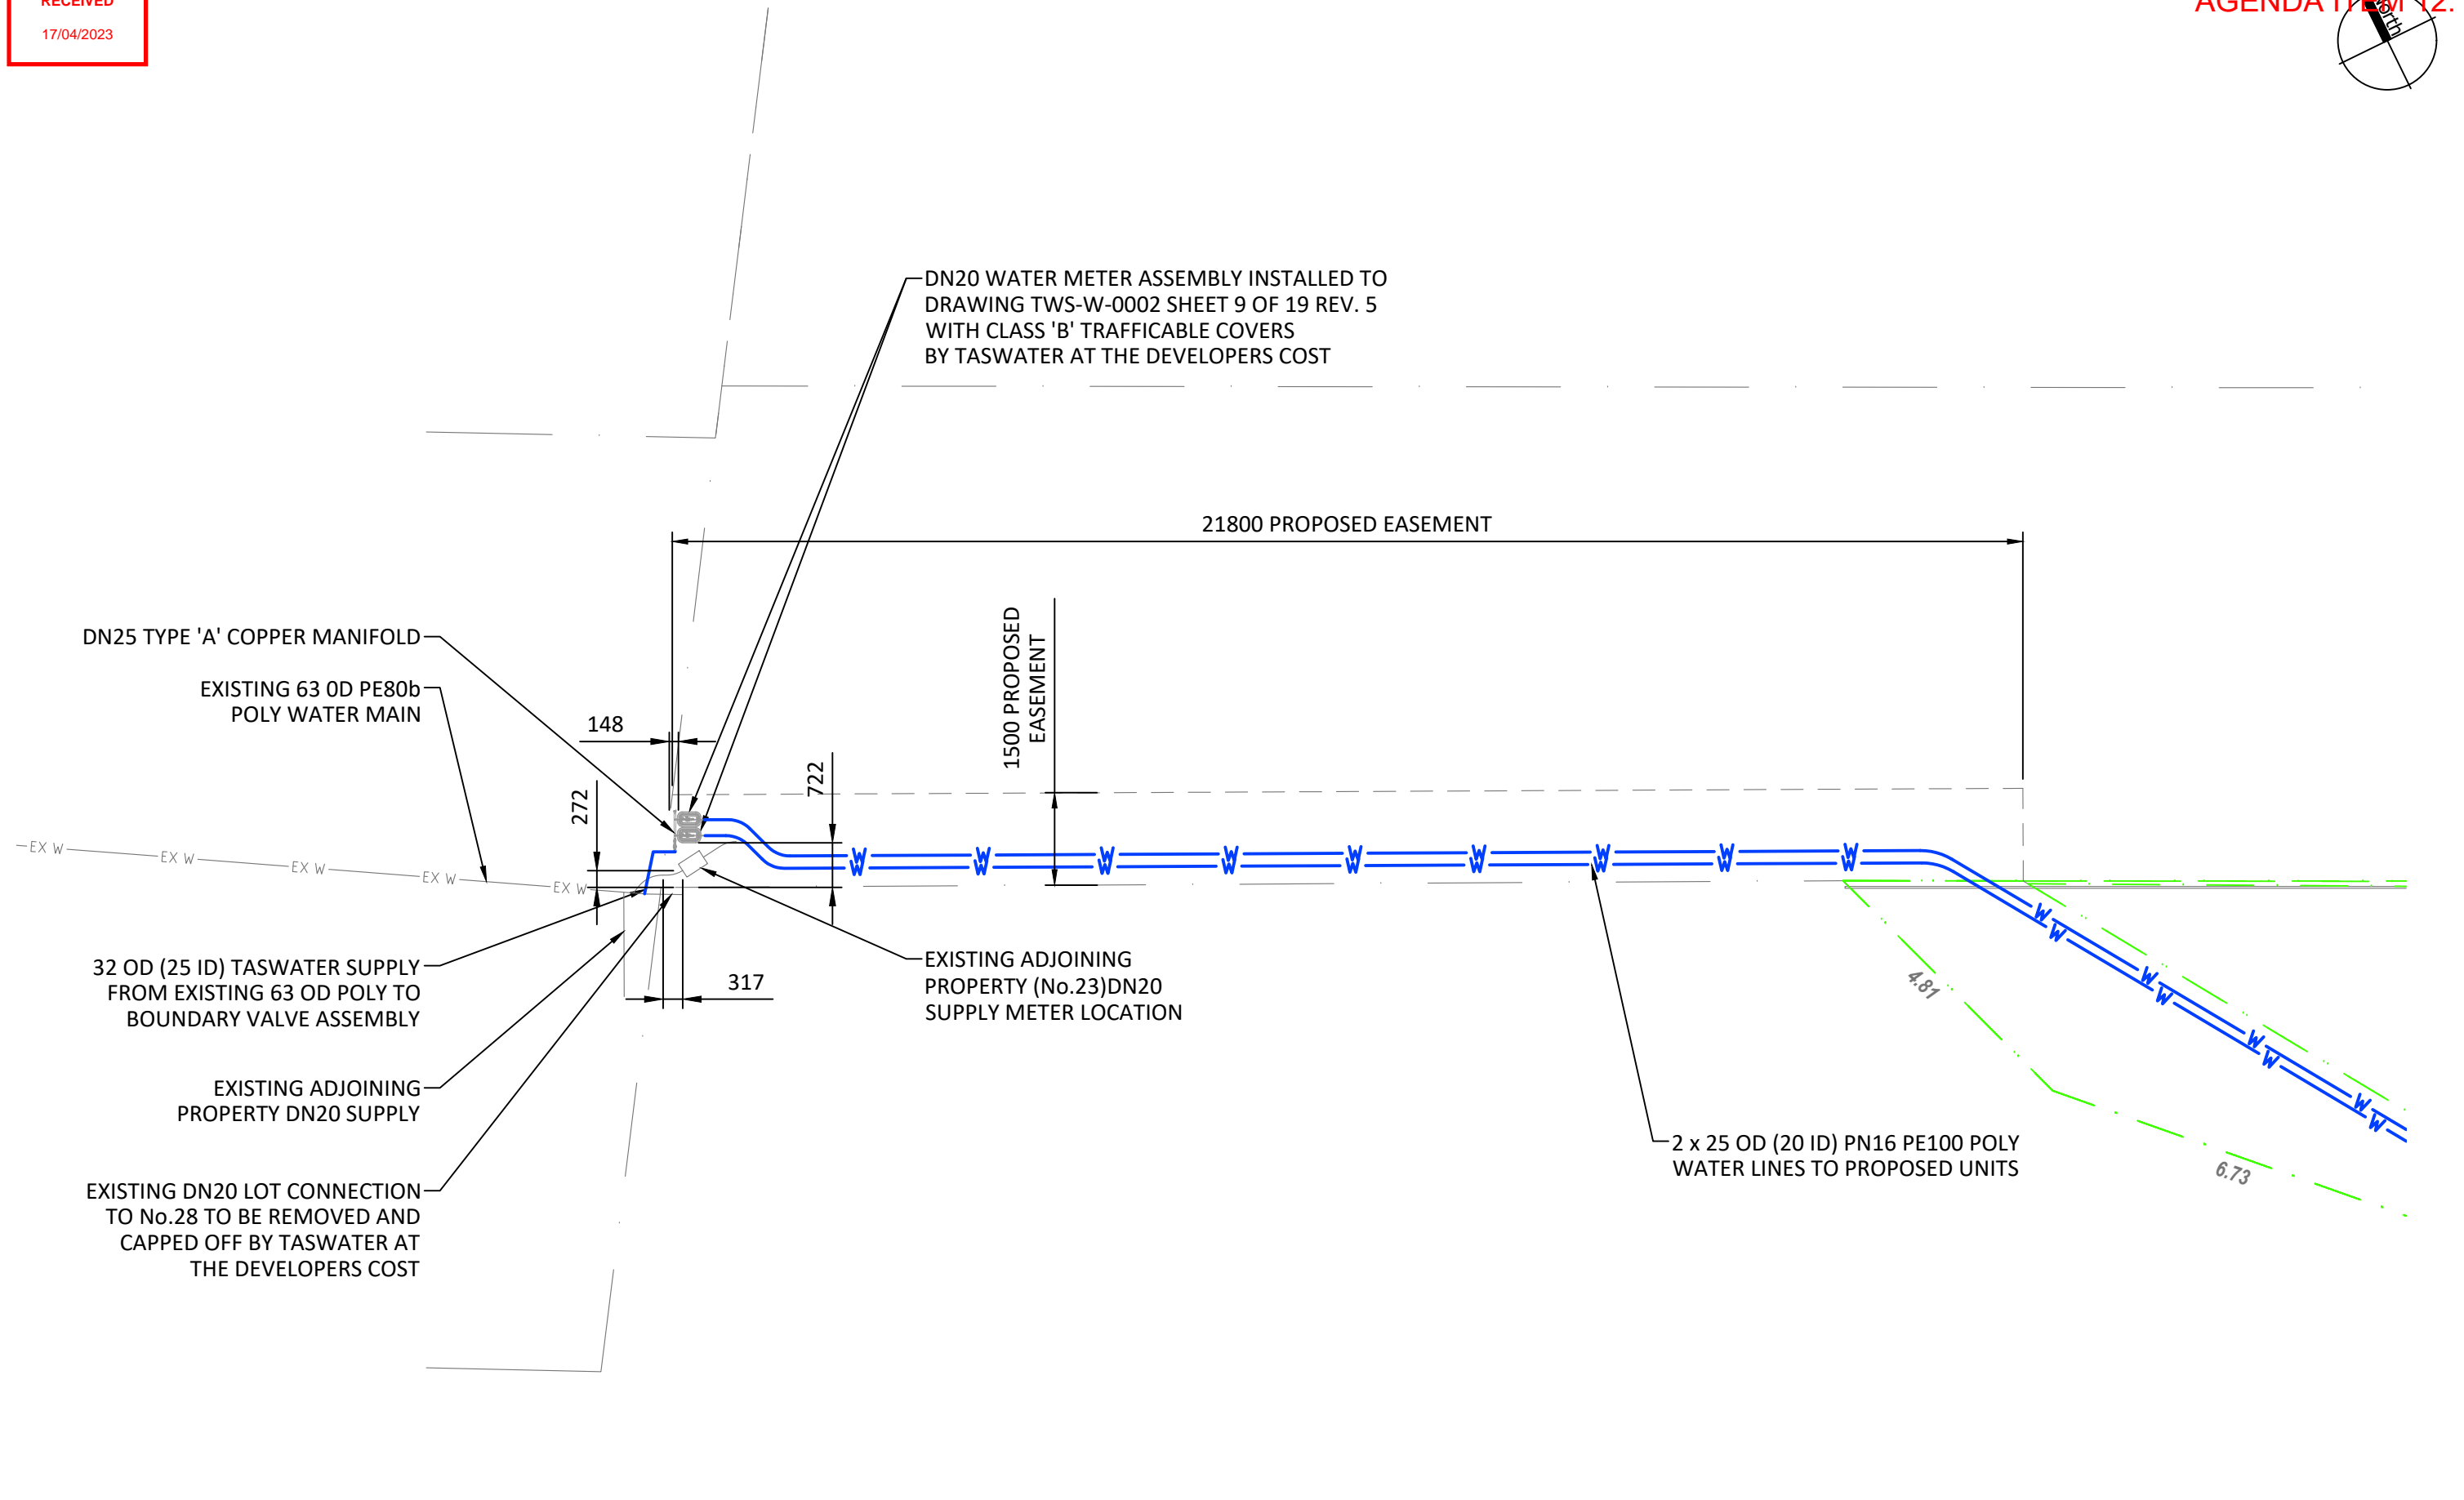 RECEIVED
17/04/2023
AGENDA ITEM 12.
North
DN20 WATER METER ASSEMBLY INSTALLED TO
DRAWING TWS-W-0002 SHEET 9 OF 19 REV. 5
WITH CLASS 'B' TRAFFICABLE COVERS
BY TASWATER AT THE DEVELOPERS COST
21800 PROPOSED EASEMENT
1500 PROPOSED
EASEMENT
DN25 TYPE 'A' COPPER MANIFOLD
EXISTING 63 0D PE80b
POLY WATER MAIN
148
272
722
EX W
EX W
EX W
EX W
EX W
W W W W W W W W W
W W W W W W W W W
W
W
W
W
W
W
W
W
32 OD (25 ID) TASWATER SUPPLY
FROM EXISTING 63 OD POLY TO
BOUNDARY VALVE ASSEMBLY
317
EXISTING ADJOINING
PROPERTY (No.23)DN20
SUPPLY METER LOCATION
4.81
EXISTING ADJOINING
PROPERTY DN20 SUPPLY
2 x 25 OD (20 ID) PN16 PE100 POLY
WATER LINES TO PROPOSED UNITS
6.73
EXISTING DN20 LOT CONNECTION
TO No.28 TO BE REMOVED AND
CAPPED OFF BY TASWATER AT
THE DEVELOPERS COST